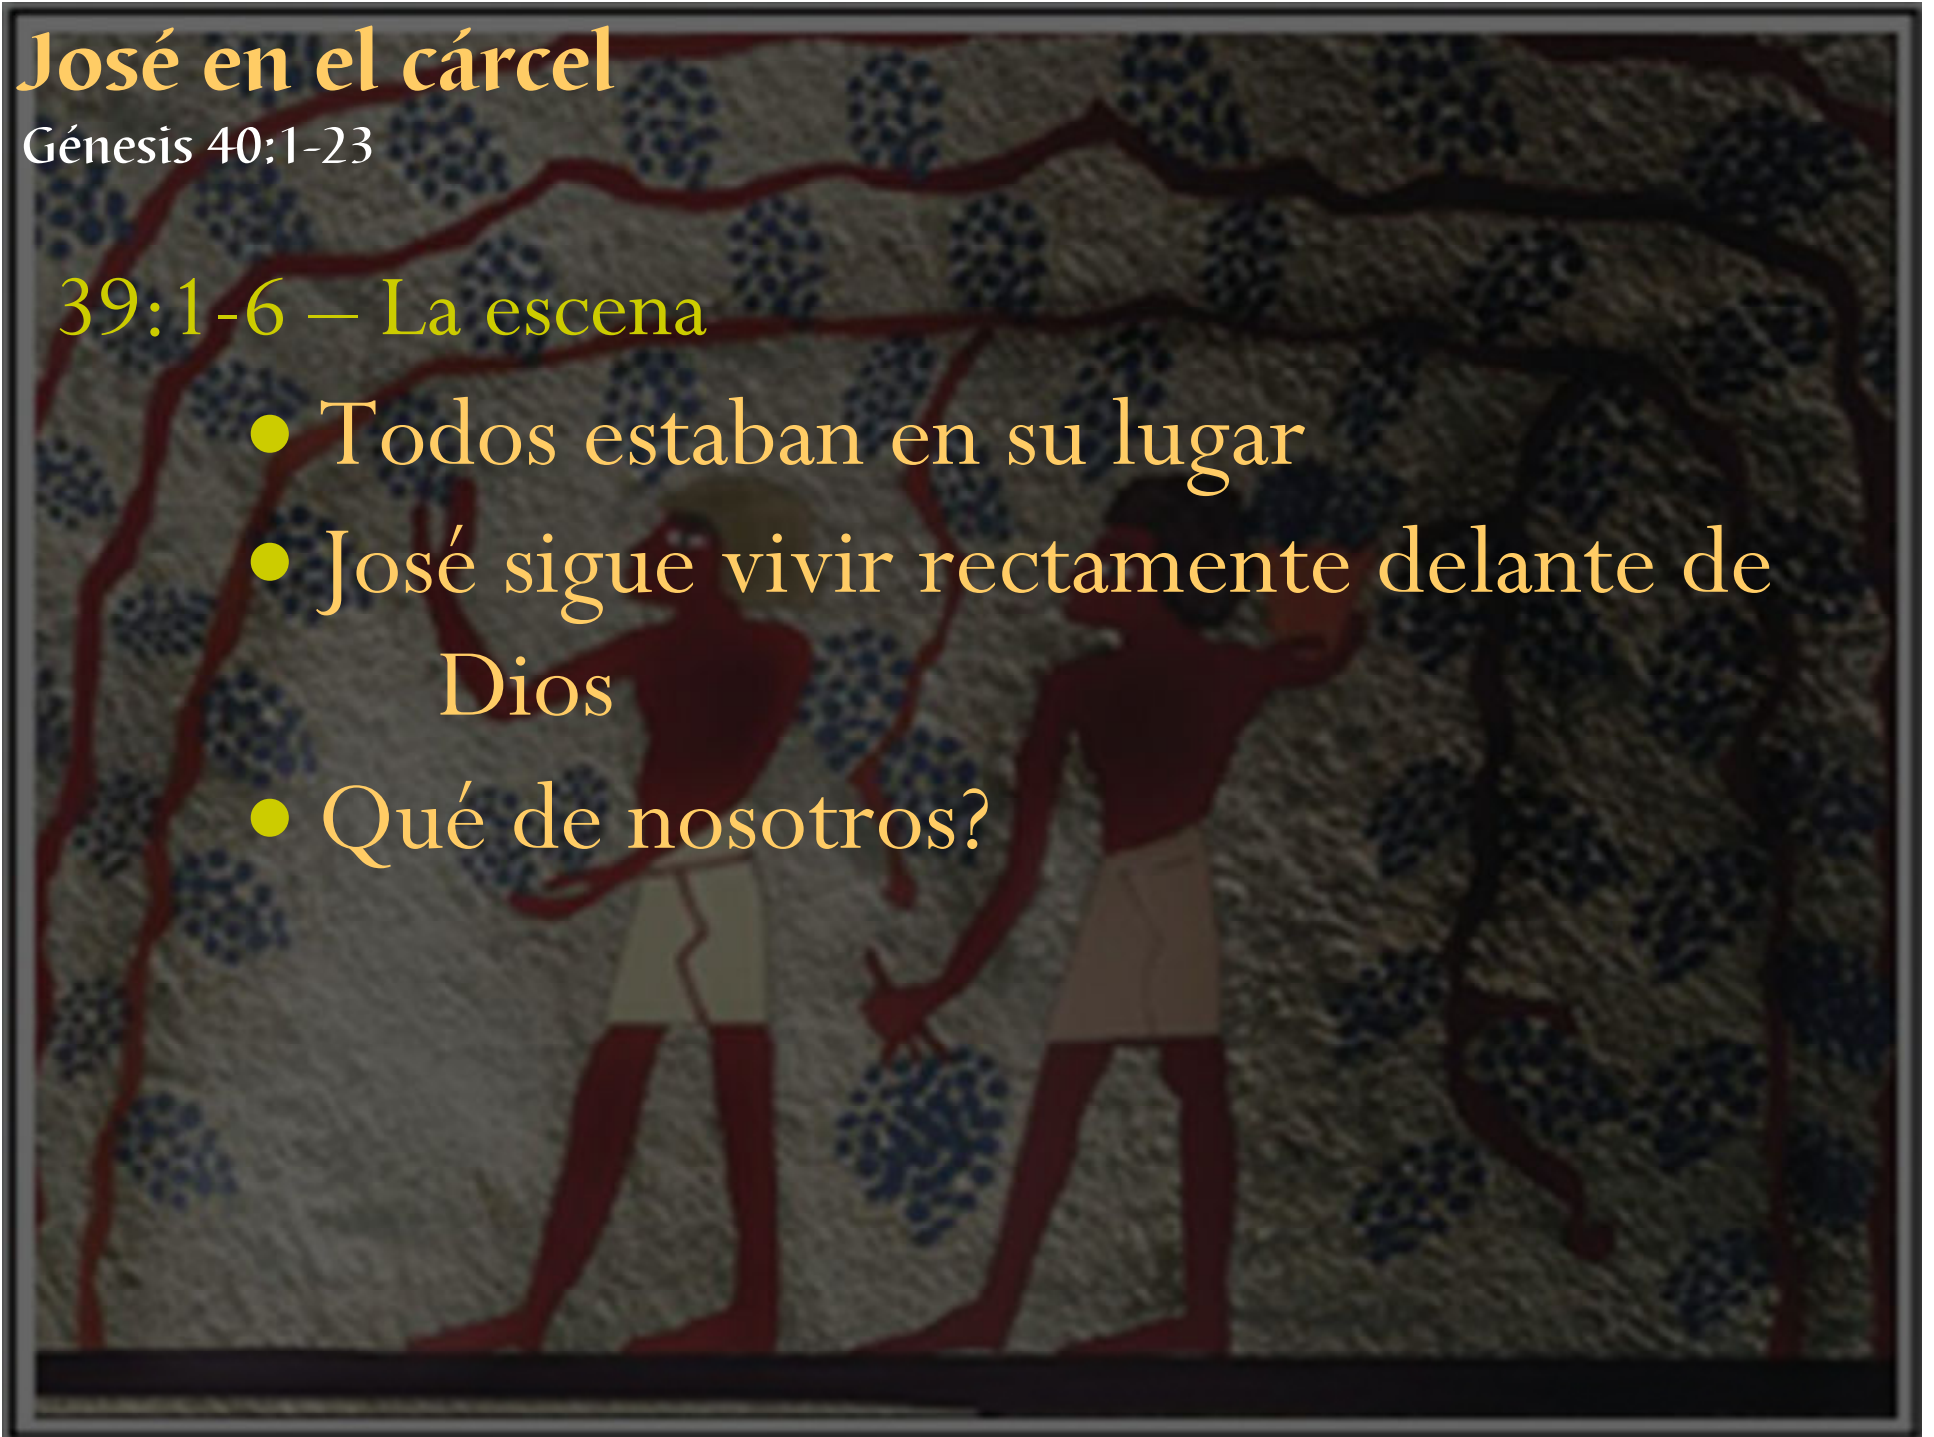 José en el cárcel
Génesis 40:1-23
39:1-6 – La escena
• Todos estaban en su lugar
• José sigue vivir rectamente delante de
Dios
• Qué de nosotros?